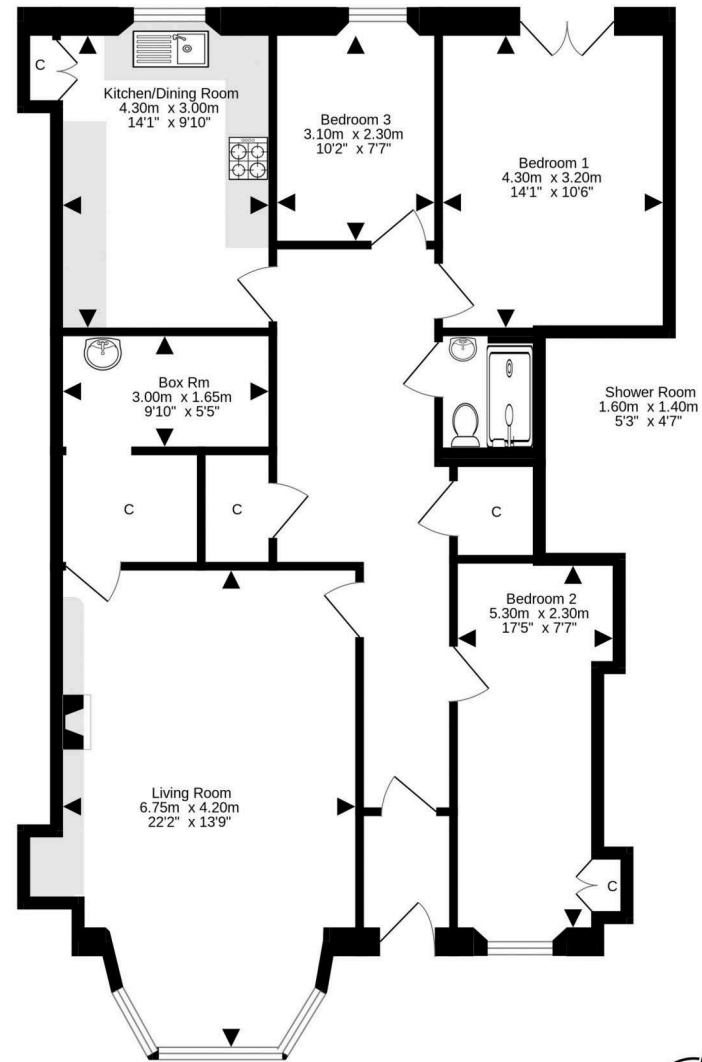 C
Kitchen/Dining Room
4.30m x 3.00m
14'1" x 9'10"
Bedroom 3
3.10m x 2.30m
10'2" x 7'7"
Bedroom 1
4.30m x 3.20m
14'1" x 10'6"
Box Rm
3.00m x 1.65m
9'10" x 5'5"
Shower Room
1.60m x 1.40m
5'3" x 4'7"
C
C
C
Bedroom 2
5.30m x 2.30m
17'5" x 7'7"
Living Room
6.75m x 4.20m
22'2" x 13'9"
C